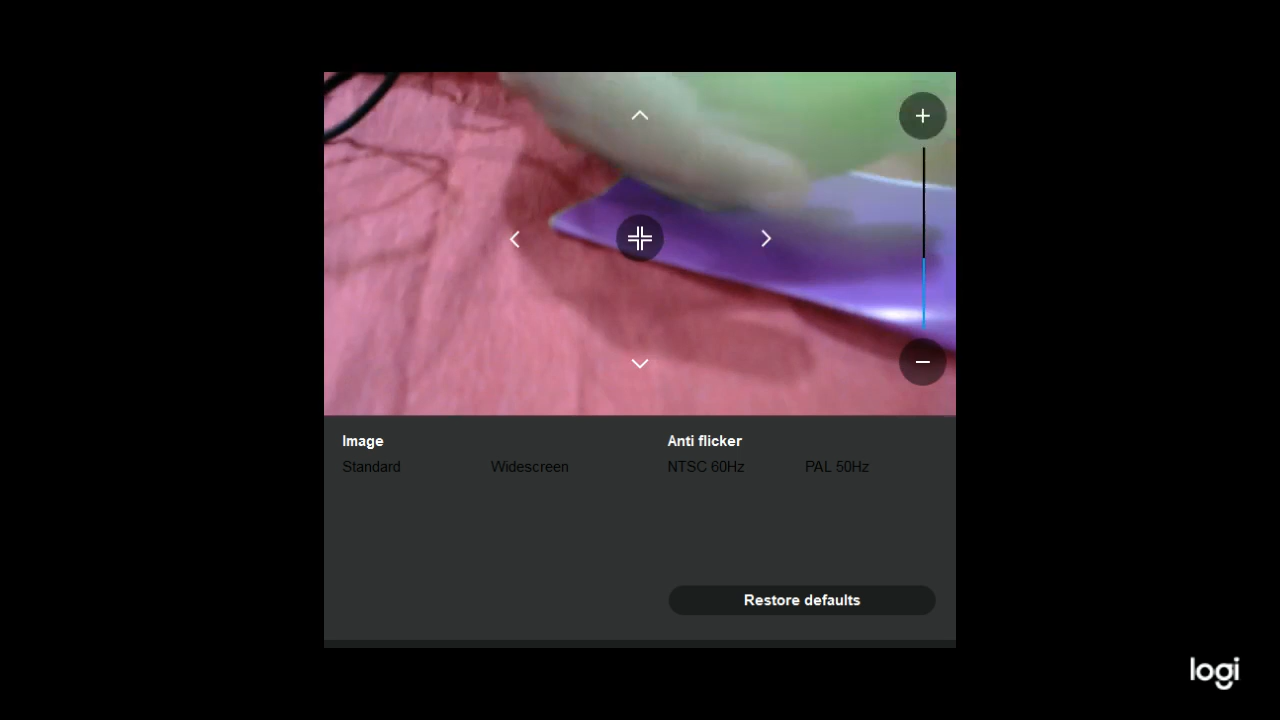 Image
Anti flicker
Standard
Widescreen
NTSC 60Hz
PAL 50Hz
Restore defaults
logi